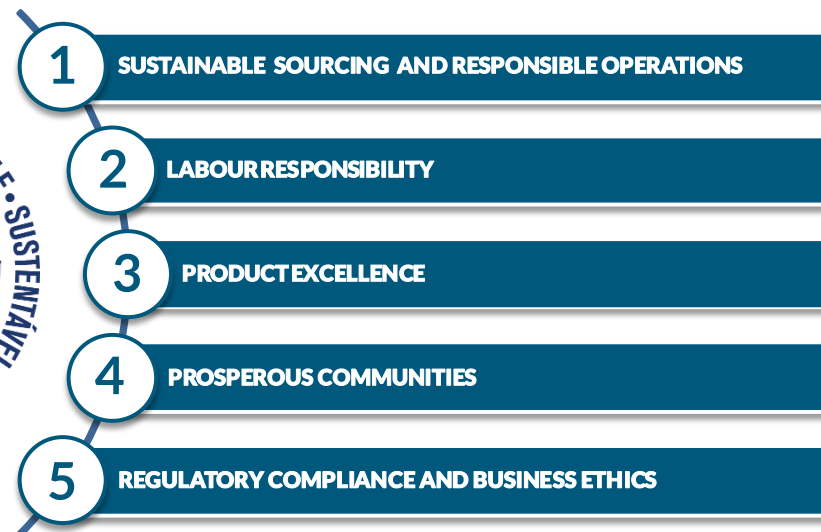 1
SUSTAINABLE SOURCING AND RESPONSIBLE OPERATIONS
2
LABOUR RESPONSIBILITY
3
PRODUCT EXCELLENCE
4
PROSPEROUS COMMUNITIES
5
REGULATORY COMPLIANCE AND BUSINESS ETHICS